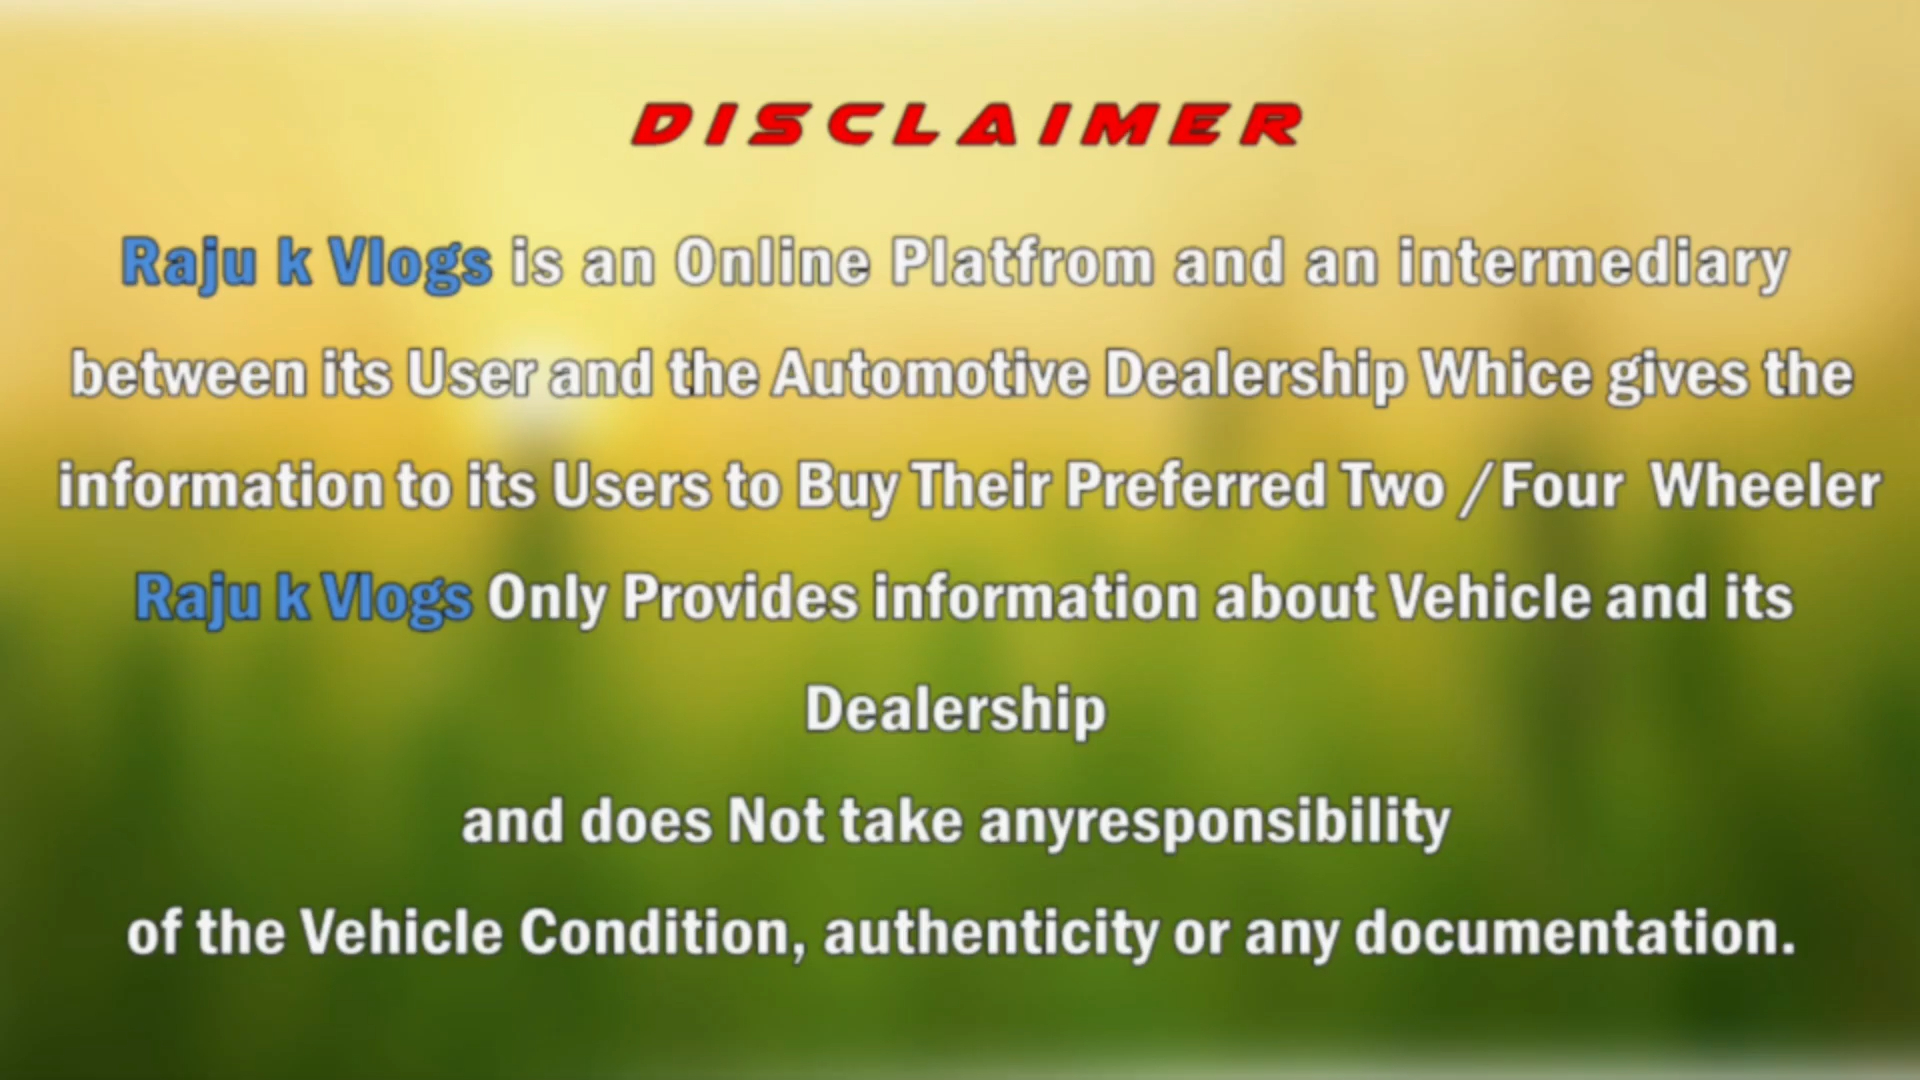 DISCLAIMER
Raju k Vlogs is an Online Platfrom and an intermediary
between its User and the Automotive Dealership Whice gives the
information to its Users to Buy Their Preferred Two /Four Wheeler
Raju k Vlogs Only Provides information about Vehicle and its
Dealership
and does Not take anyresponsibility
of the Vehicle Condition, authenticity or any documentation.